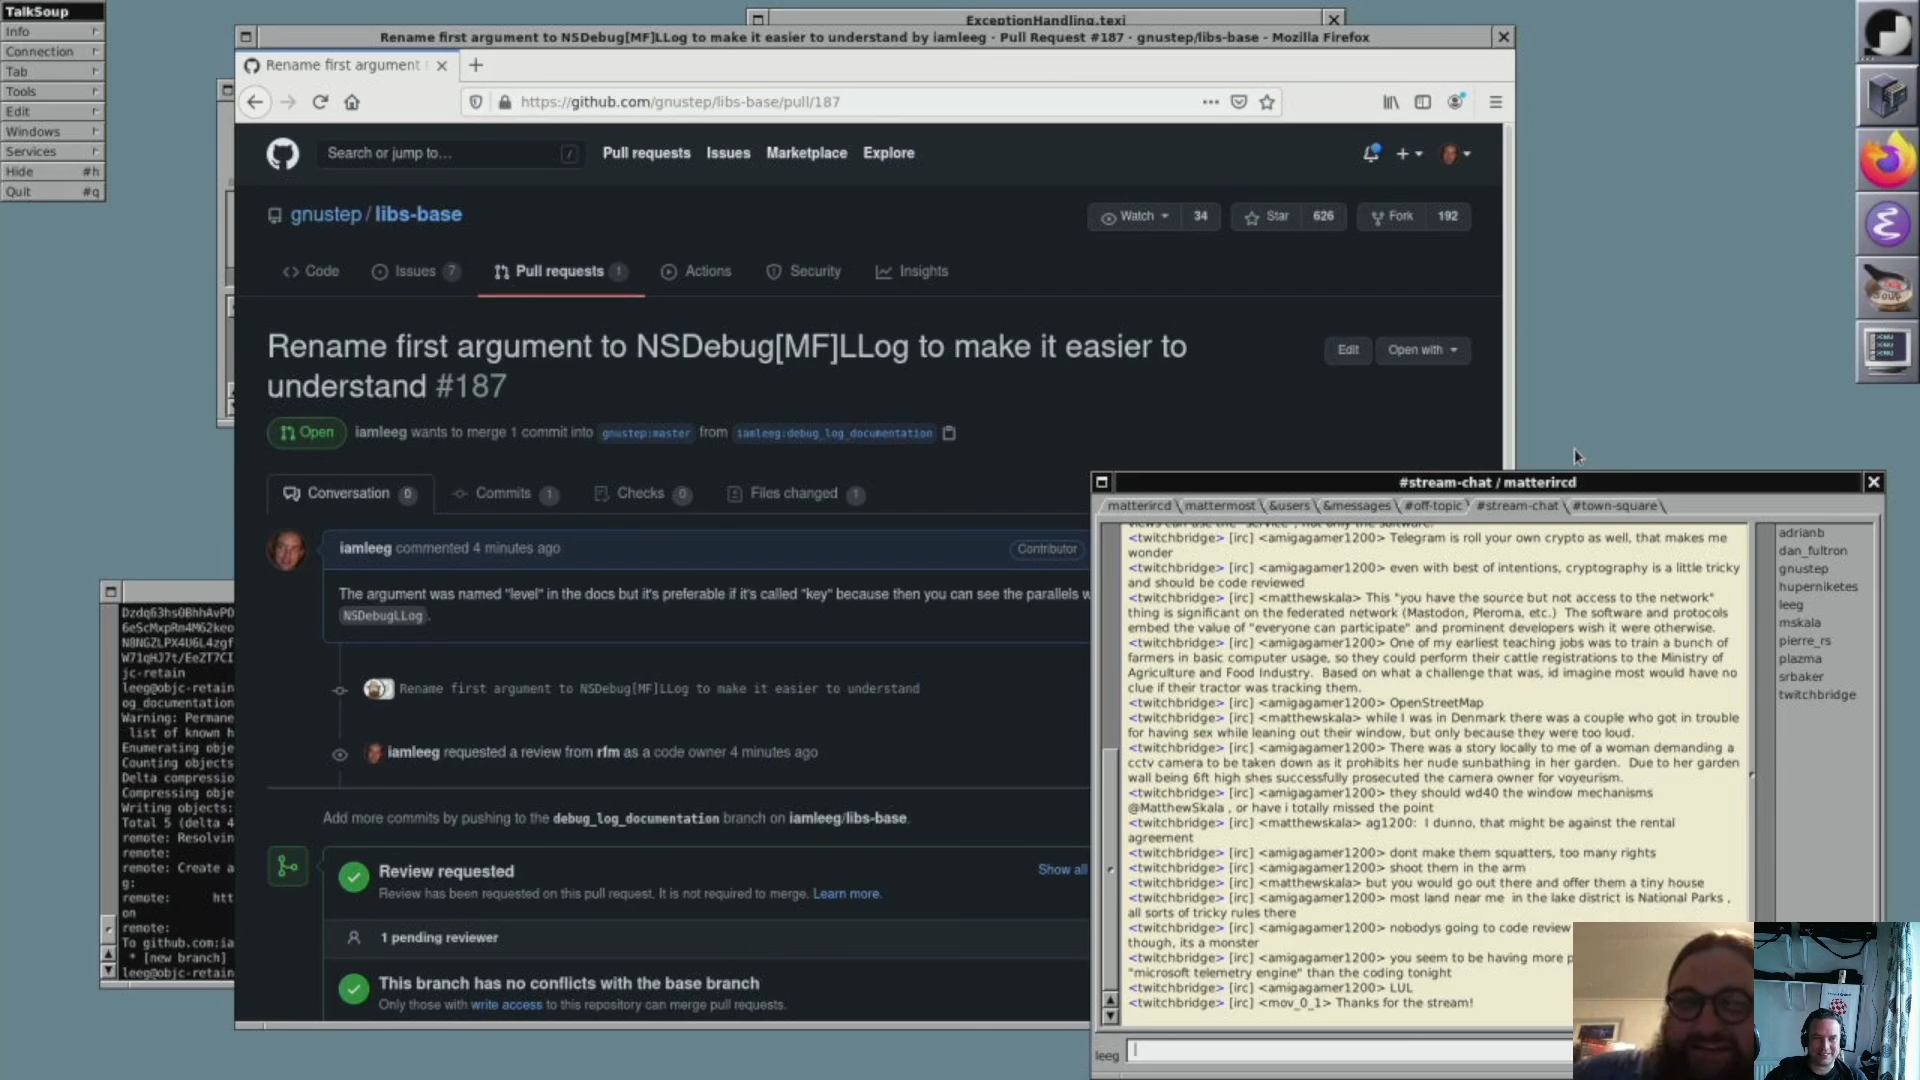 TalkSoup
Info
Connection
Tab
Tools
Edit
Windows
Services
Hide #h
Quit #q
ExceptionHandling.texi
Rename first argument to NSDebug[MF]LLog to make it easier to understand by iamleeg · Pull Request #187 · gnustep/libs-base - Mozilla Firefox
Rename first argument
https://github.com/gnustep/libs-base/pull/187
Search or jump to… /
Pull requests Issues Marketplace Explore
gnustep / libs-base
Watch 34 Star 626 Fork 192
Code Issues 7 Pull requests 1 Actions Security Insights
Rename first argument to NSDebug[MF]LLog to make it easier to
understand #187
Edit Open with
Open iamleeg wants to merge 1 commit into gnustep:master from iamleeg:debug_log_documentation
Conversation 0 Commits 1 Checks 0 Files changed 1
iamleeg commented 4 minutes ago Contributor
The argument was named "level" in the docs but it's preferable if it's called "key" because then you can see the parallels w
NSDebugLLog.
Rename first argument to NSDebug[MF]LLog to make it easier to understand
iamleeg requested a review from rfm as a code owner 4 minutes ago
Add more commits by pushing to the debug_log_documentation branch on iamleeg/libs-base.
Review requested Show all
Review has been requested on this pull request. It is not required to merge. Learn more.
1 pending reviewer
This branch has no conflicts with the base branch
Only those with write access to this repository can merge pull requests.
jc-retain
leeg@objc-retain
og_documentation
Warning: Permane
list of known h
Enumerating obje
Counting objects
Delta compressio
Compressing obje
Writing objects:
Total 5 (delta 4
remote: Resolvin
remote:
remote: Create a
g:
remote: htt
on
remote:
To github.com:ia
* [new branch]
leeg@objc-retain
#stream-chat / matterircd
matterircd mattermost &users &messages #off-topic #stream-chat #town-square
views can use the "service", not only the software.
<twitchbridge> [irc] <amigagamer1200> Telegram is roll your own crypto as well, that makes me
wonder
<twitchbridge> [irc] <amigagamer1200> even with best of intentions, cryptography is a little tricky
and should be code reviewed
<twitchbridge> [irc] <matthewskala> This "you have the source but not access to the network"
thing is significant on the federated network (Mastodon, Pleroma, etc.) The software and protocols
embed the value of "everyone can participate" and prominent developers wish it were otherwise.
<twitchbridge> [irc] <amigagamer1200> One of my earliest teaching jobs was to train a bunch of
farmers in basic computer usage, so they could perform their cattle registrations to the Ministry of
Agriculture and Food Industry. Based on what a challenge that was, id imagine most would have no
clue if their tractor was tracking them.
<twitchbridge> [irc] <amigagamer1200> OpenStreetMap
<twitchbridge> [irc] <matthewskala> while I was in Denmark there was a couple who got in trouble
for having sex while leaning out their window, but only because they were too loud.
<twitchbridge> [irc] <amigagamer1200> There was a story locally to me of a woman demanding a
cctv camera to be taken down as it prohibits her nude sunbathing in her garden. Due to her garden
wall being 6ft high shes successfully prosecuted the camera owner for voyeurism.
<twitchbridge> [irc] <amigagamer1200> they should wd40 the window mechanisms
@MatthewSkala , or have i totally missed the point
<twitchbridge> [irc] <matthewskala> ag1200: I dunno, that might be against the rental
agreement
<twitchbridge> [irc] <amigagamer1200> dont make them squatters, too many rights
<twitchbridge> [irc] <amigagamer1200> shoot them in the arm
<twitchbridge> [irc] <matthewskala> but you would go out there and offer them a tiny house
<twitchbridge> [irc] <amigagamer1200> most land near me in the lake district is National Parks ,
all sorts of tricky rules there
<twitchbridge> [irc] <amigagamer1200> nobodys going to code review
though, its a monster
<twitchbridge> [irc] <amigagamer1200> you seem to be having more p
"microsoft telemetry engine" than the coding tonight
<twitchbridge> [irc] <amigagamer1200> LUL
<twitchbridge> [irc] <mov_0_1> Thanks for the stream!
adrianb
dan_fultron
gnustep
huperniketes
leeg
mskala
pierre_rs
plazma
srbaker
twitchbridge
leeg